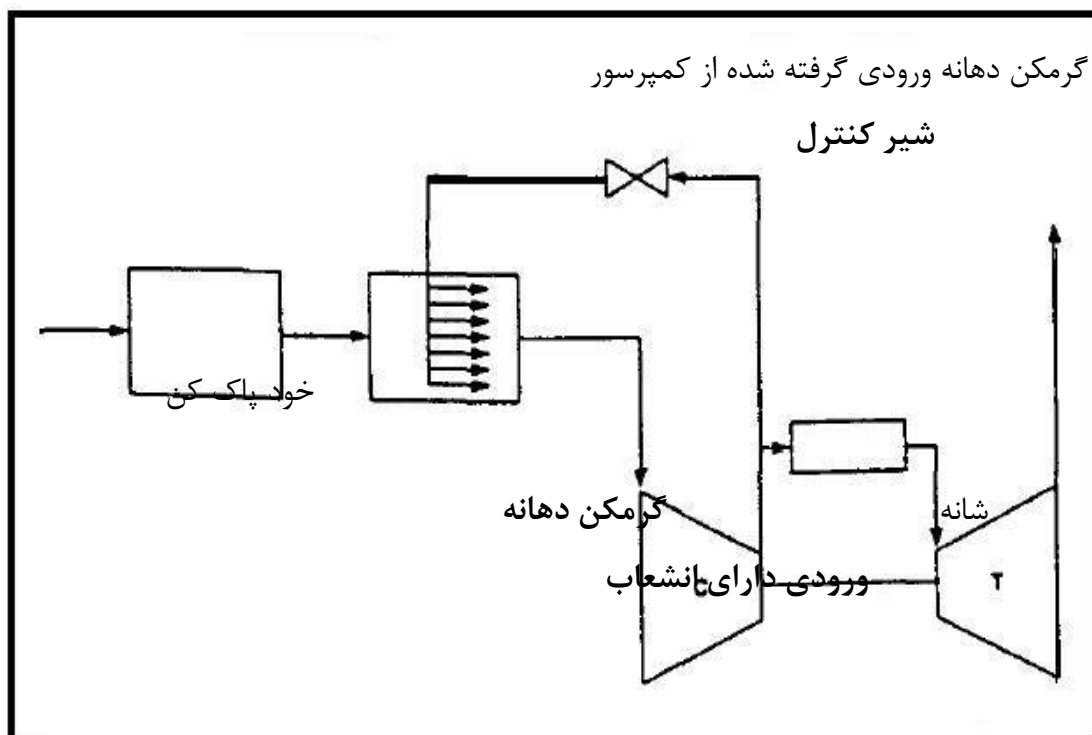 گرمکن دهانه ورودی گرفته شده از کمپرسور
شیر کنترل
خود پاک کن
گرمکن دهانه
شانه
ورودی دارای انشعاب
C
T